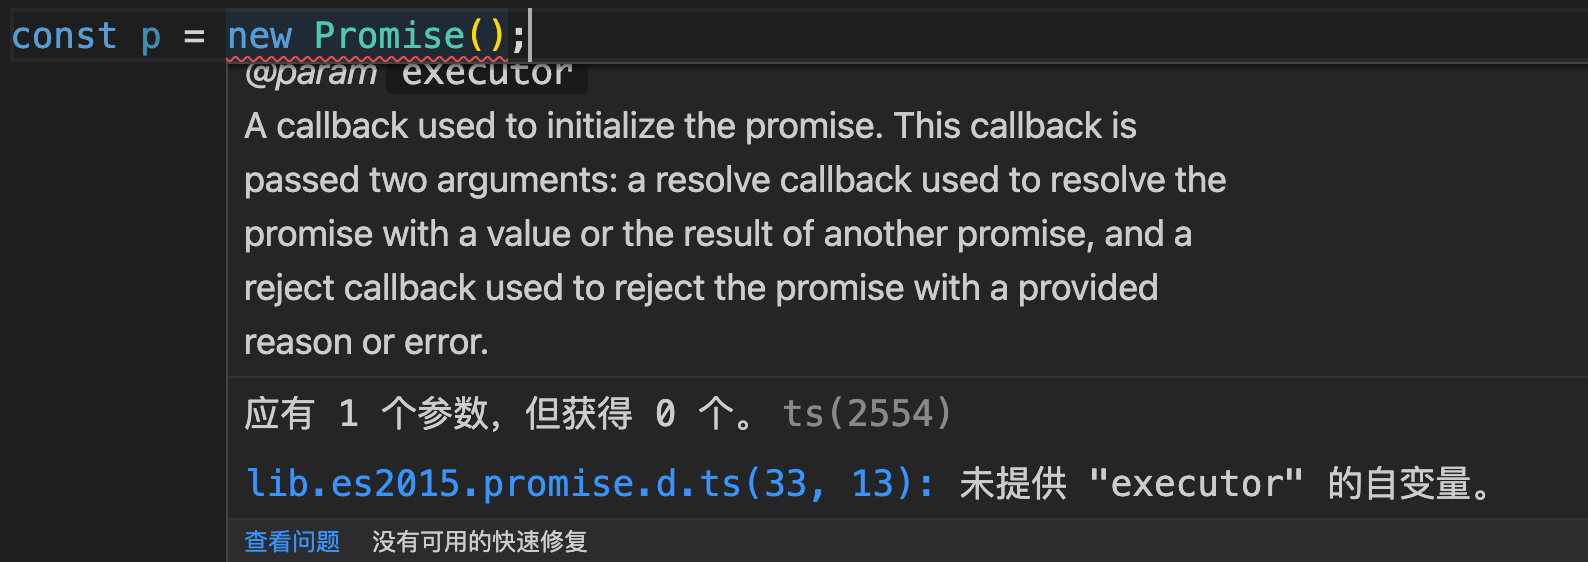 const p = new Promise();
@param executor
A callback used to initialize the promise. This callback is
passed two arguments: a resolve callback used to resolve the
promise with a value or the result of another promise, and a
reject callback used to reject the promise with a provided
reason or error.
应有 1 个参数，但获得 0 个。 ts(2554)
lib.es2015.promise.d.ts(33, 13): 未提供 "executor" 的自变量。
查看问题 没有可用的快速修复